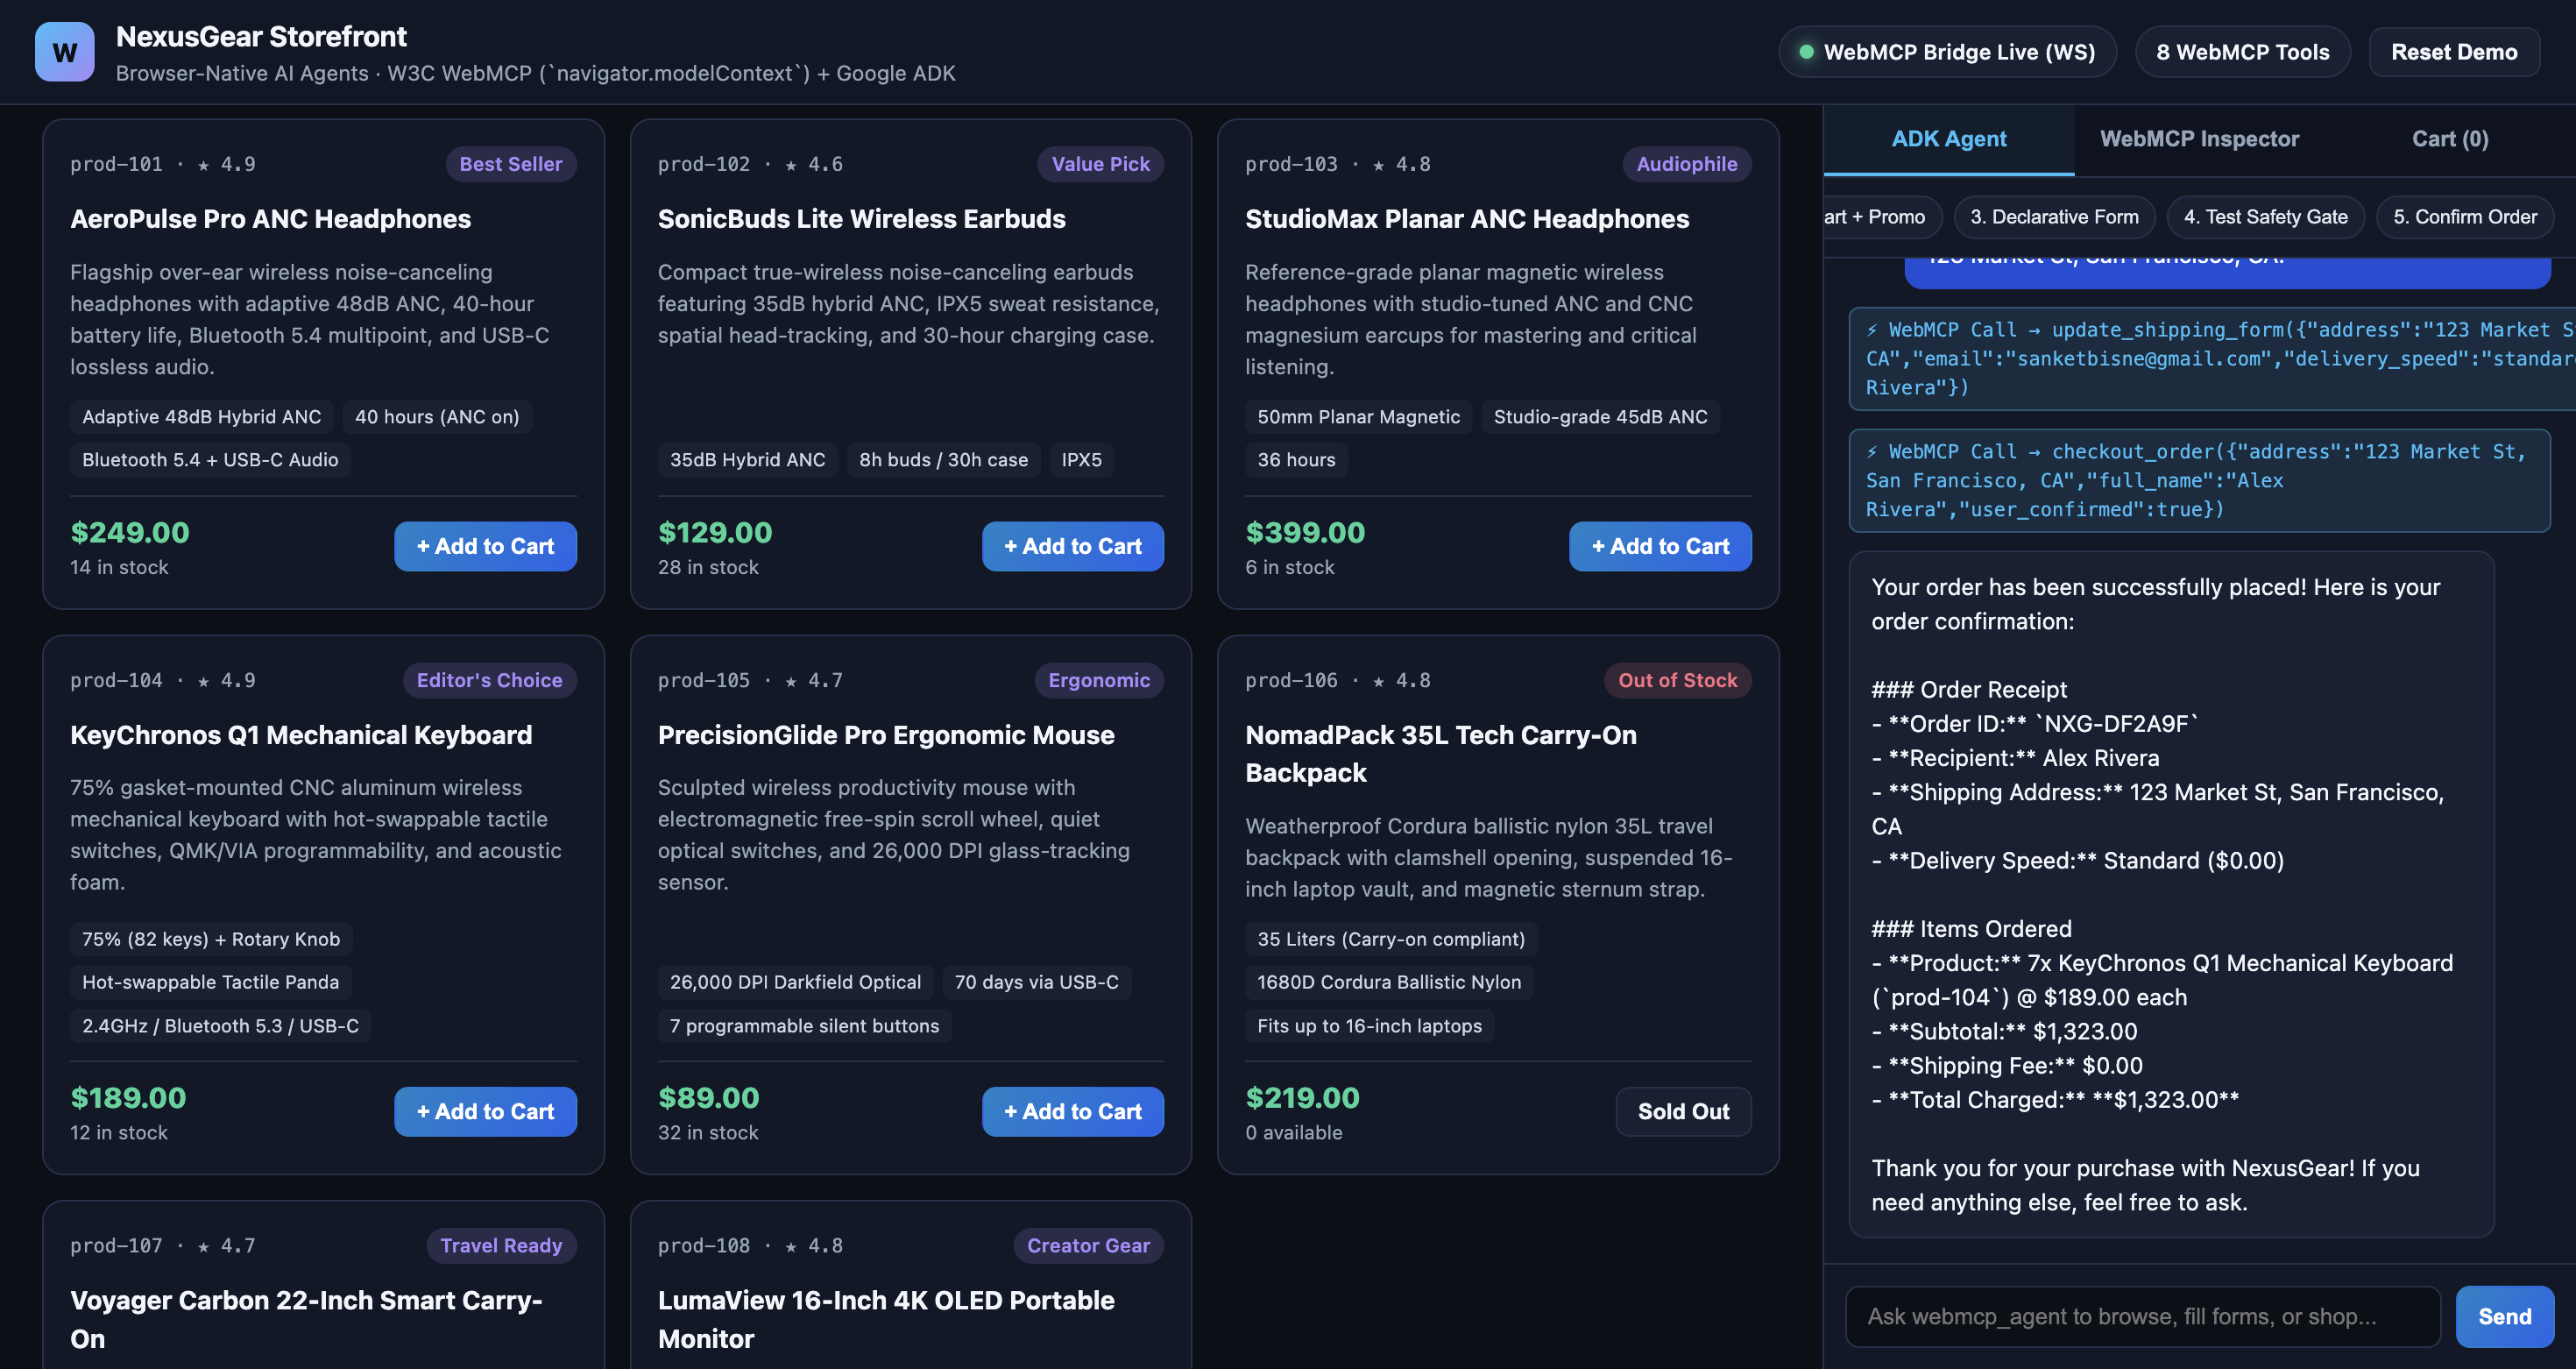 W
NexusGear Storefront
Browser-Native AI Agents · W3C WebMCP (`navigator.modelContext`) + Google ADK
WebMCP Bridge Live (WS)
8 WebMCP Tools
Reset Demo
prod-101 · ★ 4.9
Best Seller
AeroPulse Pro ANC Headphones
Flagship over-ear wireless noise-canceling
headphones with adaptive 48dB ANC, 40-hour
battery life, Bluetooth 5.4 multipoint, and USB-C
lossless audio.
Adaptive 48dB Hybrid ANC
40 hours (ANC on)
Bluetooth 5.4 + USB-C Audio
$249.00
14 in stock
+ Add to Cart
prod-102 · ★ 4.6
Value Pick
SonicBuds Lite Wireless Earbuds
Compact true-wireless noise-canceling earbuds
featuring 35dB hybrid ANC, IPX5 sweat resistance,
spatial head-tracking, and 30-hour charging case.
35dB Hybrid ANC
8h buds / 30h case
IPX5
$129.00
28 in stock
+ Add to Cart
prod-103 · ★ 4.8
Audiophile
StudioMax Planar ANC Headphones
Reference-grade planar magnetic wireless
headphones with studio-tuned ANC and CNC
magnesium earcups for mastering and critical
listening.
50mm Planar Magnetic
Studio-grade 45dB ANC
36 hours
$399.00
6 in stock
+ Add to Cart
prod-104 · ★ 4.9
Editor's Choice
KeyChronos Q1 Mechanical Keyboard
75% gasket-mounted CNC aluminum wireless
mechanical keyboard with hot-swappable tactile
switches, QMK/VIA programmability, and acoustic
foam.
75% (82 keys) + Rotary Knob
Hot-swappable Tactile Panda
2.4GHz / Bluetooth 5.3 / USB-C
$189.00
12 in stock
+ Add to Cart
prod-105 · ★ 4.7
Ergonomic
PrecisionGlide Pro Ergonomic Mouse
Sculpted wireless productivity mouse with
electromagnetic free-spin scroll wheel, quiet
optical switches, and 26,000 DPI glass-tracking
sensor.
26,000 DPI Darkfield Optical
70 days via USB-C
7 programmable silent buttons
$89.00
32 in stock
+ Add to Cart
prod-106 · ★ 4.8
Out of Stock
NomadPack 35L Tech Carry-On
Backpack
Weatherproof Cordura ballistic nylon 35L travel
backpack with clamshell opening, suspended 16-
inch laptop vault, and magnetic sternum strap.
35 Liters (Carry-on compliant)
1680D Cordura Ballistic Nylon
Fits up to 16-inch laptops
$219.00
0 available
Sold Out
prod-107 · ★ 4.7
Travel Ready
Voyager Carbon 22-Inch Smart Carry-
On
prod-108 · ★ 4.8
Creator Gear
LumaView 16-Inch 4K OLED Portable
Monitor
ADK Agent
WebMCP Inspector
Cart (0)
art + Promo
3. Declarative Form
4. Test Safety Gate
5. Confirm Order
123 Market St, San Francisco, CA.
⚡ WebMCP Call → update_shipping_form({"address":"123 Market S
CA","email":"sanketbisne@gmail.com","delivery_speed":"standar
Rivera"})
⚡ WebMCP Call → checkout_order({"address":"123 Market St,
San Francisco, CA","full_name":"Alex
Rivera","user_confirmed":true})
Your order has been successfully placed! Here is your
order confirmation:
### Order Receipt
- **Order ID:** `NXG-DF2A9F`
- **Recipient:** Alex Rivera
- **Shipping Address:** 123 Market St, San Francisco,
CA
- **Delivery Speed:** Standard ($0.00)
### Items Ordered
- **Product:** 7x KeyChronos Q1 Mechanical Keyboard
(`prod-104`) @ $189.00 each
- **Subtotal:** $1,323.00
- **Shipping Fee:** $0.00
- **Total Charged:** **$1,323.00**
Thank you for your purchase with NexusGear! If you
need anything else, feel free to ask.
Ask webmcp_agent to browse, fill forms, or shop...
Send